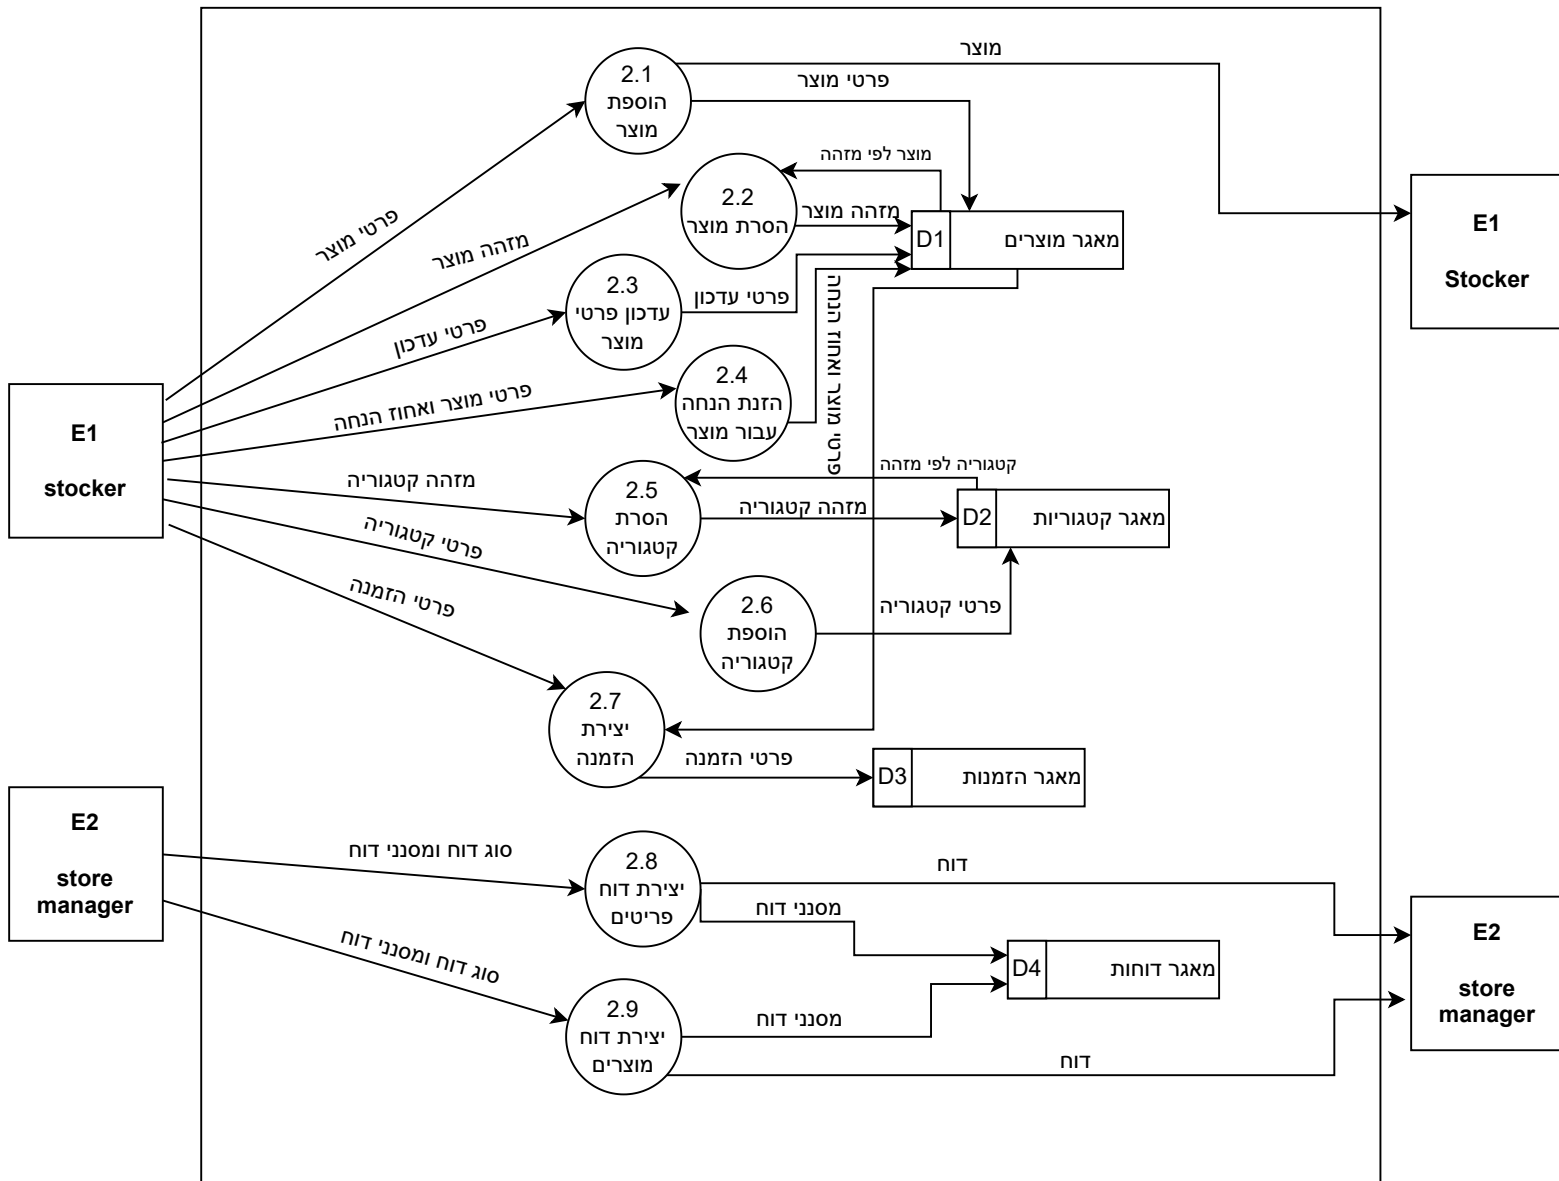 מוצר
2.1
הוספת
מוצר
פרטי מוצר
פרטי מוצר
מוצר לפי מזהה
2.2
הסרת מוצר
מזהה מוצר
מזהה מוצר
D1
מאגר מוצרים
E1
Stocker
2.3
עדכון פרטי
מוצר
פרטי עדכון
פרטי עדכון
פרטי מוצר ואחוז הנחה
2.4
הזנת הנחה
עבור מוצר
פרטי מוצר ואחוז הנחה
E1
stocker
קטגוריה לפי מזהה
מזהה קטגוריה
2.5
הסרת
קטגוריה
מזהה קטגוריה
D2
מאגר קטגוריות
פרטי קטגוריה
2.6
הוספת
קטגוריה
פרטי קטגוריה
פרטי הזמנה
2.7
יצירת
הזמנה
פרטי הזמנה
D3
מאגר הזמנות
E2
store
manager
סוג דוח ומסנני דוח
2.8
יצירת דוח
פריטים
דוח
מסנני דוח
סוג דוח ומסנני דוח
D4
מאגר דוחות
E2
store
manager
2.9
יצירת דוח
מוצרים
מסנני דוח
דוח